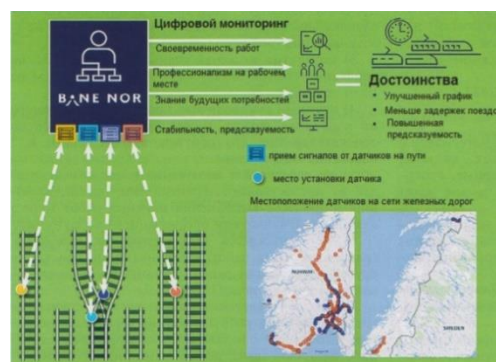 Цифровой мониторинг
Своевременность работ
Профессионализм на рабочем
месте
Знание будущих потребностей
Стабильность, предсказуемость
BANE NOR
Достоинства
• Улучшенный график
• Меньше задержек поездо
• Повышенная
предсказуемость
прием сигналов от датчиков на пути
место установки датчика
Местоположение датчиков на сети железных дорог